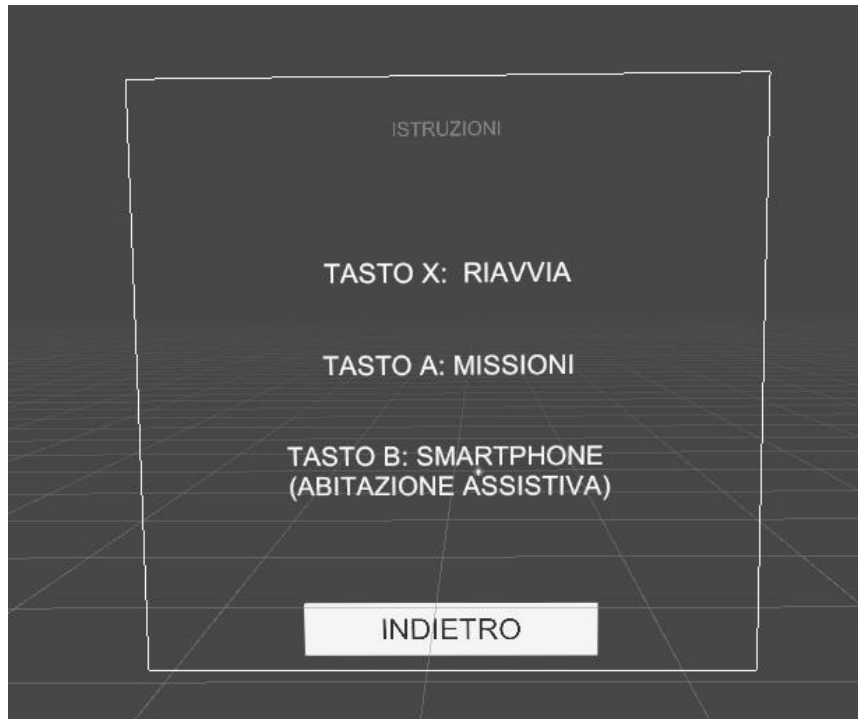 ISTRUZIONI
TASTO X:  RIAVVIA
TASTO A: MISSIONI
TASTO B: SMARTPHONE
(ABITAZIONE ASSISTIVA)
INDIETRO